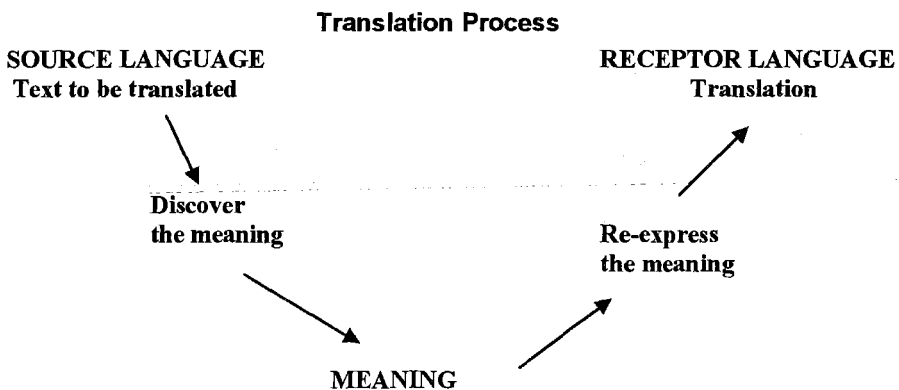 Translation Process
SOURCE LANGUAGE
Text to be translated
RECEPTOR LANGUAGE
Translation
Discover
the meaning
Re-express
the meaning
MEANING